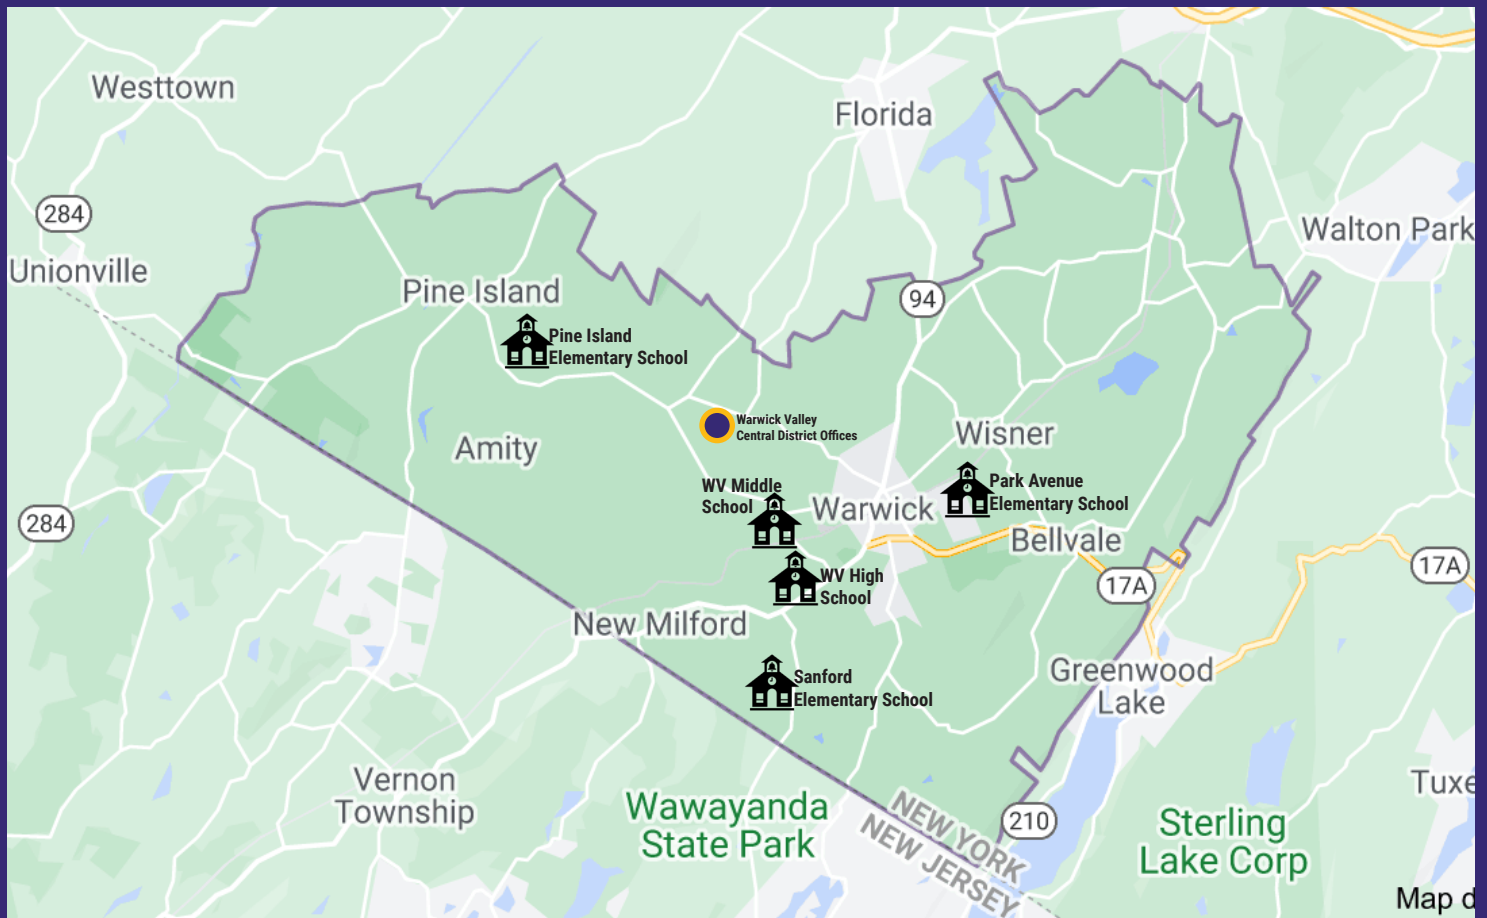 Westtown
Florida
284
Walton Park
Unionville
Pine Island
94
Pine Island
Elementary School
Warwick Valley
Central District Offices
Wisner
Amity
WV Middle
School
Park Avenue
Elementary School
Warwick
284
Bellvale
17A
17A
WV High
School
New Milford
Sanford
Elementary School
Greenwood
Lake
Vernon
Township
Tuxe
Wawayanda
State Park
NEW YORK
NEW JERSEY
210
Sterling
Lake Corp
Map d